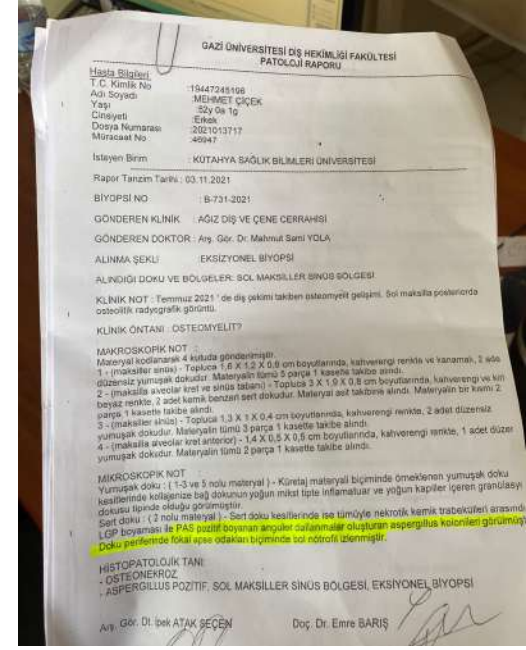 GAZİ ÜNİVERSİTESİ DİŞ HEKİMLİĞİ FAKÜLTESİ
PATOLOJİ RAPORU
Hasta Bilgileri:
T.C. Kimlik No :19447245196
Adı Soyadı :MEHMET ÇİÇEK
Yaşı :52y 0a 1g
Cinsiyeti :Erkek
Dosya Numarası :2021013717
Müracaat No :46947
İsteyen Birim : KÜTAHYA SAĞLIK BİLİMLERİ ÜNİVERSİTESİ
Rapor Tanzim Tarihi : 03.11.2021
BİYOPSİ NO : B-731-2021
GÖNDEREN KLİNİK : AĞIZ DİŞ VE ÇENE CERRAHİSİ
GÖNDEREN DOKTOR : Arş. Gör. Dr. Mahmut Sami YOLA
ALINMA ŞEKLİ :EKSİZYONEL BİYOPSİ
ALINDIĞI DOKU VE BÖLGELER: SOL MAKSİLLER SİNÜS BÖLGESİ
KLİNİK NOT : Temmuz 2021 ' de diş çekimi takiben osteomyelit gelişimi. Sol maksilla posteriorda
osteolitik radyografik görüntü.
KLİNİK ÖNTANI : OSTEOMYELİT?
MAKROSKOPİK NOT :
Materyal kodlanarak 4 kutuda gönderilmiştir.
1 - (maksiller sinüs) - Topluca 1,6 X 1,2 X 0,8 cm boyutlarında, kahverengi renkte ve kanamalı, 2 adet
düzensiz yumuşak dokudur. Materyalin tümü 5 parça 1 kasette takibe alındı.
2 - (maksilla alveolar kret ve sinüs tabanı) - Topluca 3 X 1,9 X 0,8 cm boyutlarında, kahverengi ve kirli
beyaz renkte, 2 adet kemik benzeri sert dokudur. Materyal asit takibine alındı. Materyalin bir kısmı 2
parça 1 kasette takibe alındı.
3 - (maksiller sinüs) - Topluca 1,3 X 1 X 0,4 cm boyutlarında, kahverengi renkte, 2 adet düzensiz
yumuşak dokudur. Materyalin tümü 3 parça 1 kasette takibe alındı.
4 - (maksilla alveolar kret anterior) - 1,4 X 0,5 X 0,5 cm boyutlarında, kahverengi renkte, 1 adet düzen
yumuşak dokudur. Materyalin tümü 2 parça 1 kasette takibe alındı.
MİKROSKOPİK NOT :
Yumuşak doku : ( 1-3 ve 5 nolu materyal ) - Küretaj materyali biçiminde örneklenen yumuşak doku
kesitlerinde kollajenize bağ dokunun yoğun mikst tipte inflamatuar ve yoğun kapiller içeren granülasyon
dokusu tipinde olduğu görülmüştür.
Sert doku : ( 2 nolu materyal ) - Sert doku kesitlerinde ise tümüyle nekrotik kemik trabekülleri arasında
LGP boyaması ile PAS pozitif boyanan angüler dallanmalar oluşturan aspergillus kolonileri görülmüşt
Doku periferinde fokal apse odakları biçiminde sol nötrofil izlenmiştir.
HİSTOPATOLOJİK TANI:
- OSTEONEKROZ
- ASPERGİLLUS POZİTİF, SOL MAKSİLLER SİNÜS BÖLGESİ, EKSİYONEL BİYOPSİ
Arş. Gör. Dt. İpek ATAK SEÇEN Doç. Dr. Emre BARIŞ